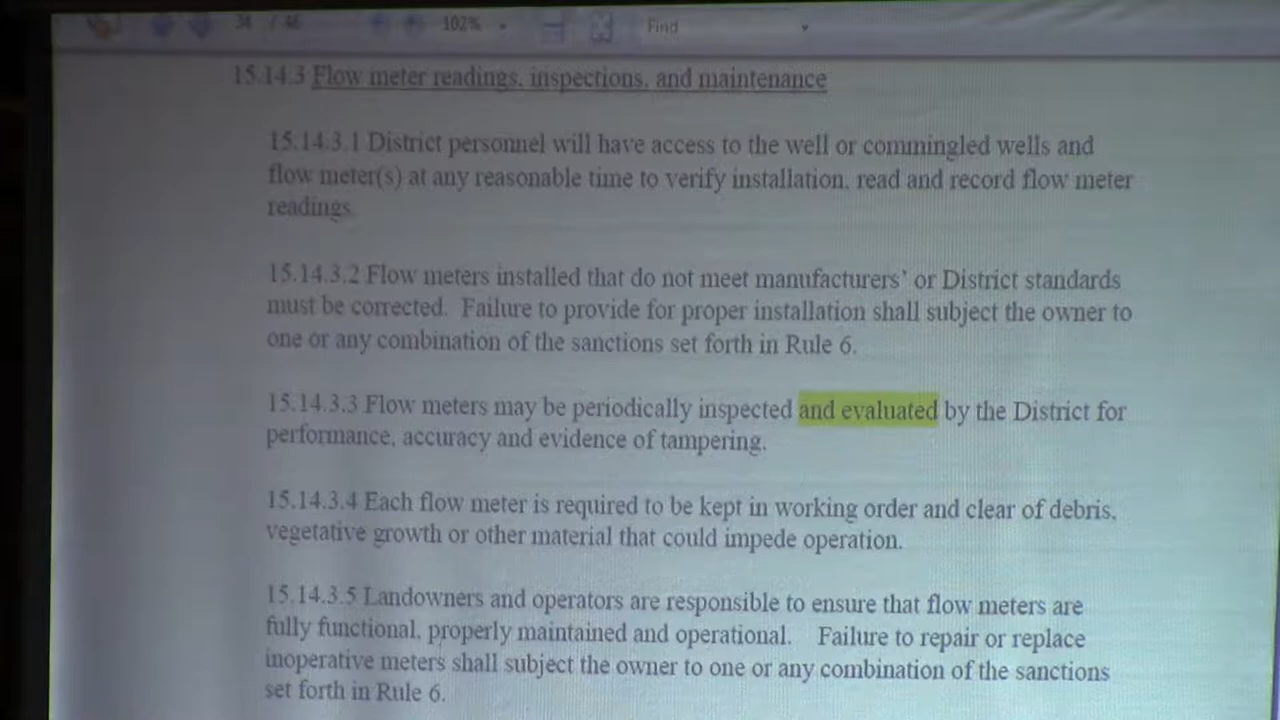 34 / 46 102% Find
15.14.3 Flow meter readings, inspections, and maintenance
15.14.3.1 District personnel will have access to the well or commingled wells and
flow meter(s) at any reasonable time to verify installation, read and record flow meter
readings.
15.14.3.2 Flow meters installed that do not meet manufacturers’ or District standards
must be corrected.  Failure to provide for proper installation shall subject the owner to
one or any combination of the sanctions set forth in Rule 6.
15.14.3.3 Flow meters may be periodically inspected and evaluated by the District for
performance, accuracy and evidence of tampering.
15.14.3.4 Each flow meter is required to be kept in working order and clear of debris,
vegetative growth or other material that could impede operation.
15.14.3.5 Landowners and operators are responsible to ensure that flow meters are
fully functional, properly maintained and operational.   Failure to repair or replace
inoperative meters shall subject the owner to one or any combination of the sanctions
set forth in Rule 6.